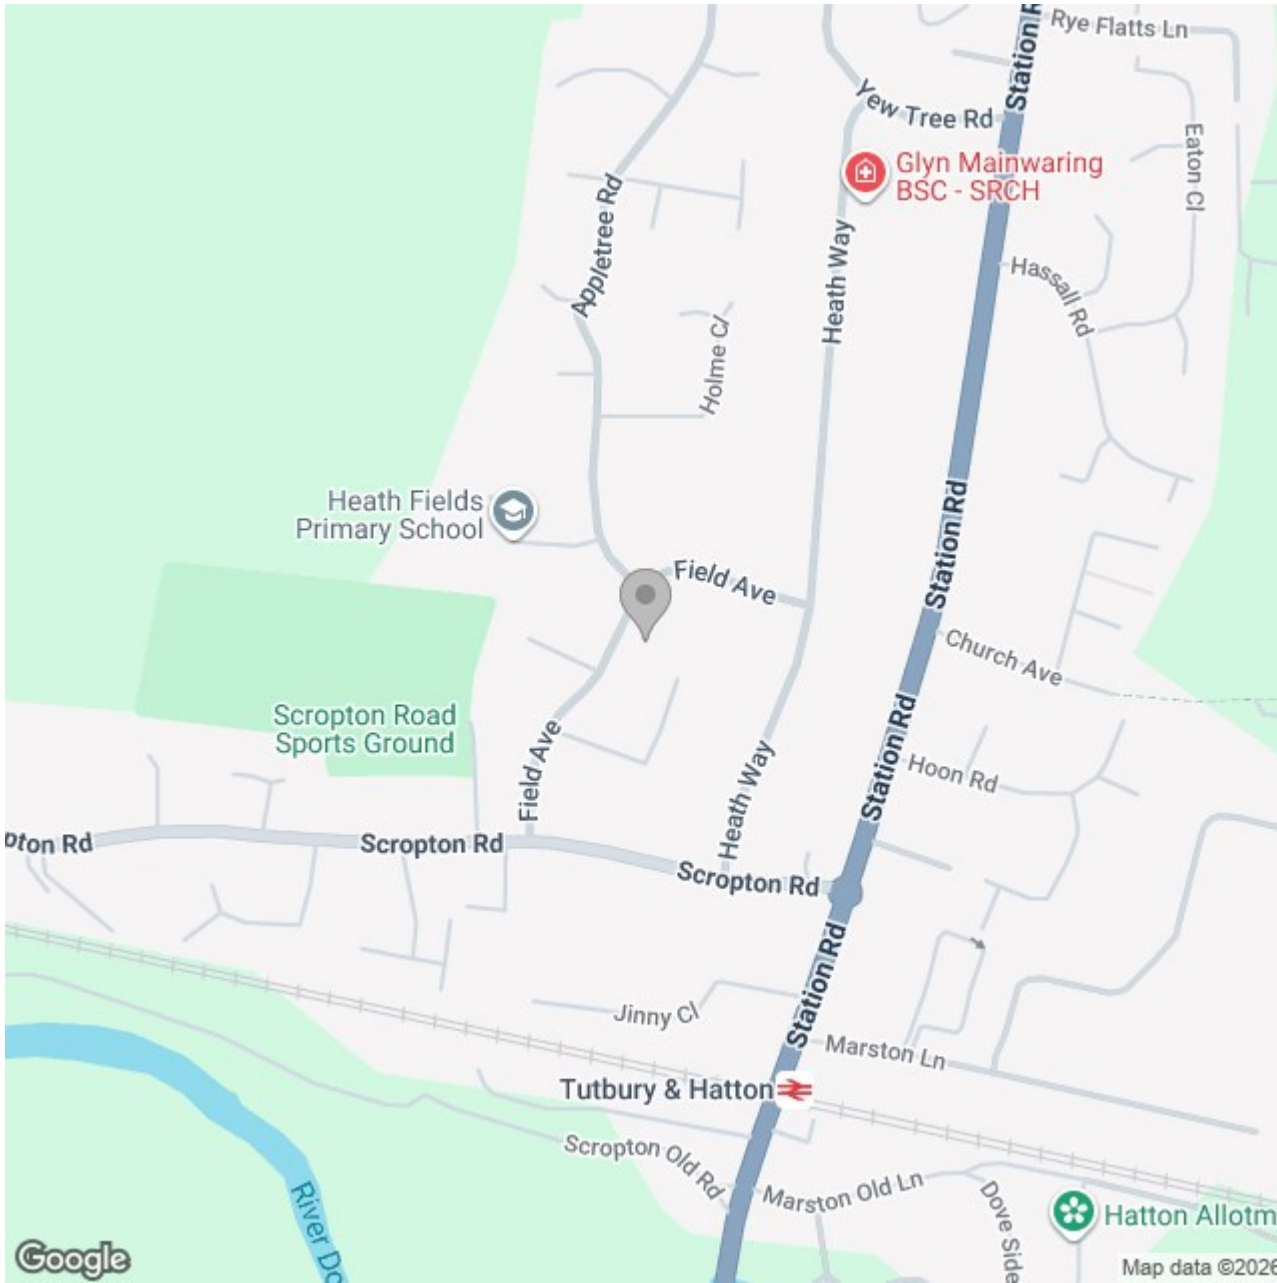 Station R
Rye Flatts Ln
Yew Tree Rd
Glyn Mainwaring
BSC - SRCH
Eaton Cl
Appletree Rd
Heath Way
Hassall Rd
Holme Cl
Heath Fields
Primary School
Station Rd
Field Ave
Church Ave
Scropton Road
Sports Ground
Field Ave
Station Rd
Heath Way
Hoon Rd
pton Rd
Scropton Rd
Scropton Rd
Station Rd
Jinny Cl
Marston Ln
Tutbury & Hatton
Scropton Old Rd
Marston Old Ln
River Do
Dove Side
Hatton Allotm
Google
Map data ©2026